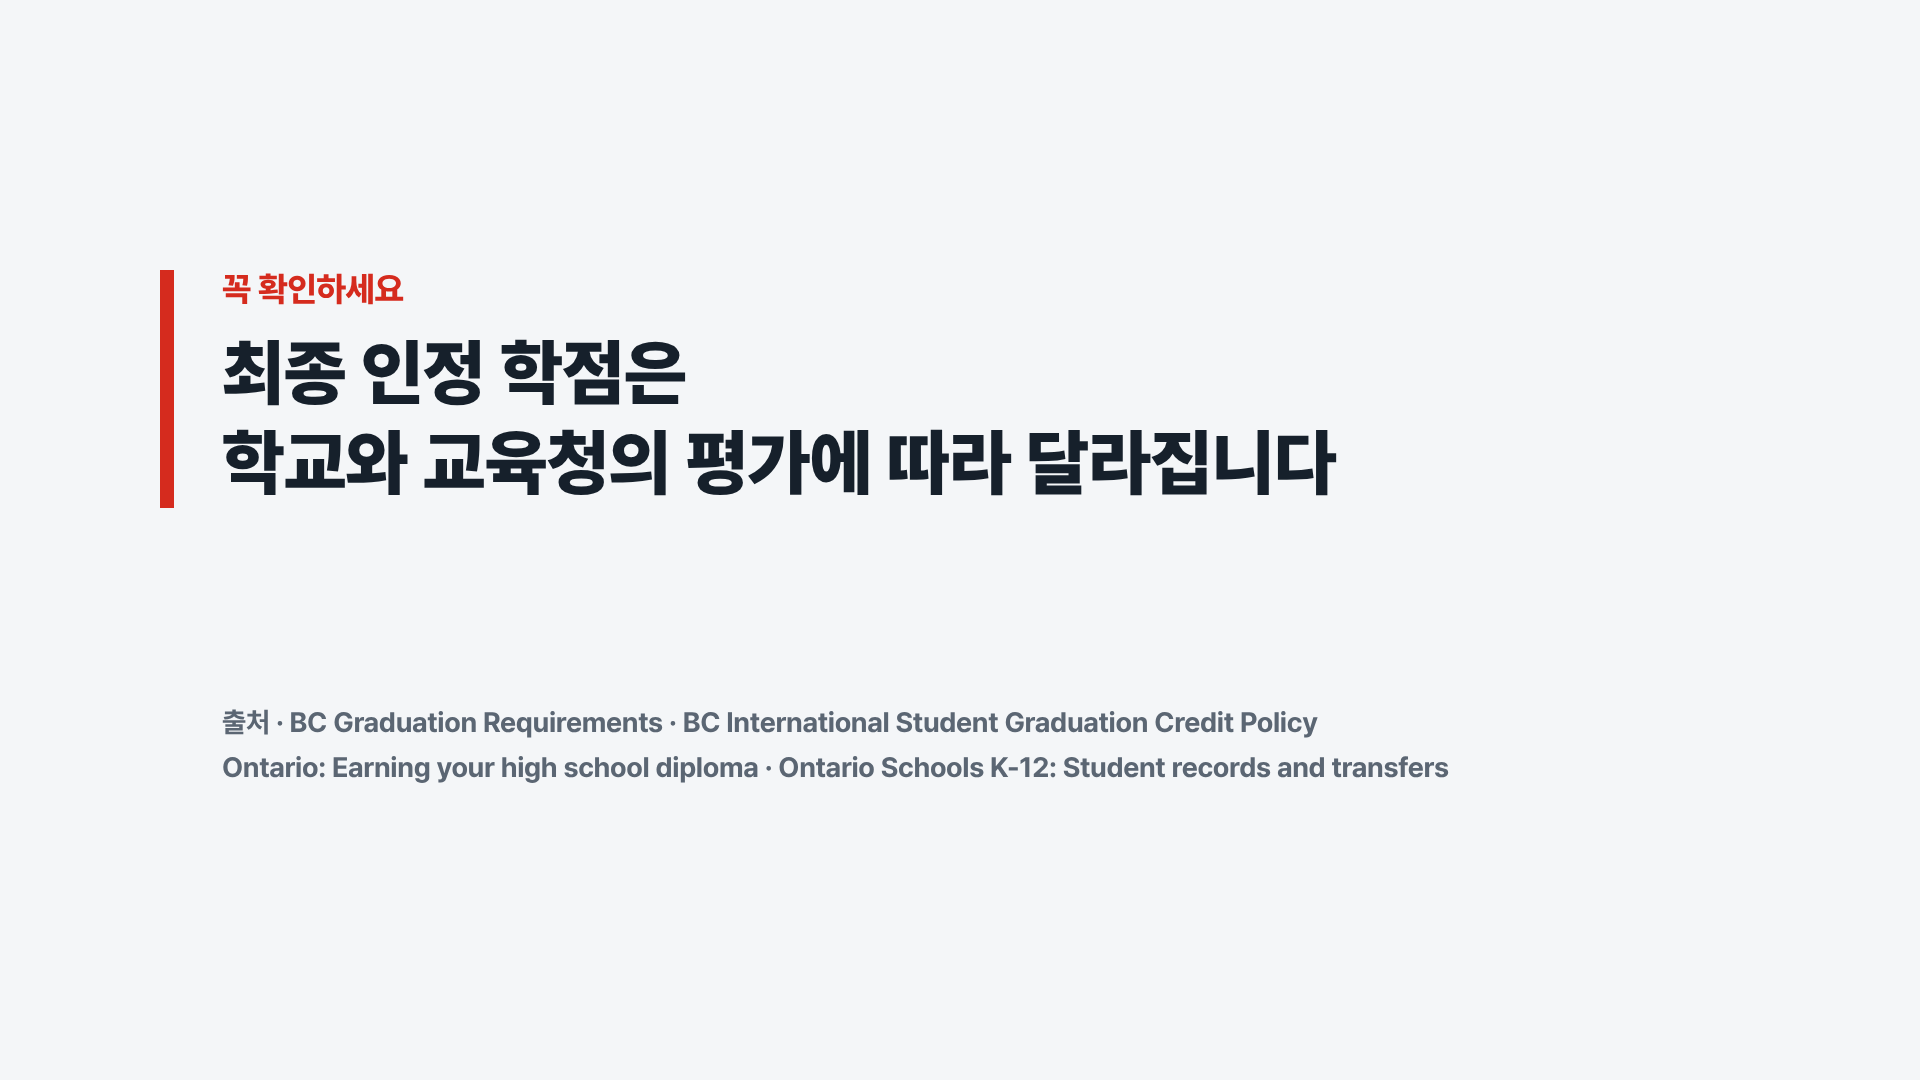 꼭 확인하세요
최종 인정 학점은
학교와 교육청의 평가에 따라 달라집니다
출처 · BC Graduation Requirements · BC International Student Graduation Credit Policy
Ontario: Earning your high school diploma · Ontario Schools K-12: Student records and transfers